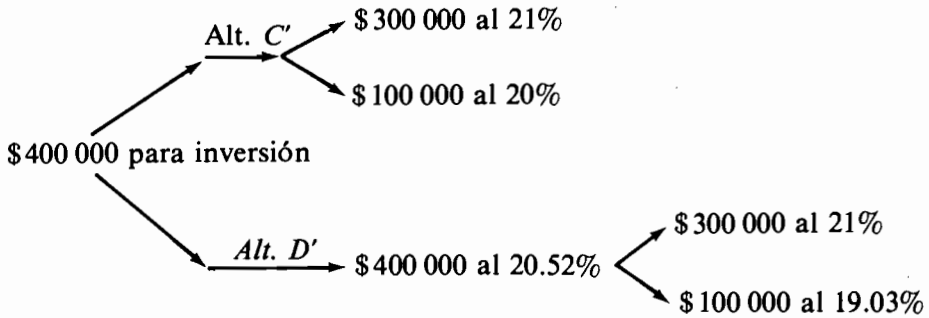 $300 000 al 21%
Alt. C′
$100 000 al 20%
$400 000 para inversión
$300 000 al 21%
Alt. D′
$400 000 al 20.52%
$100 000 al 19.03%